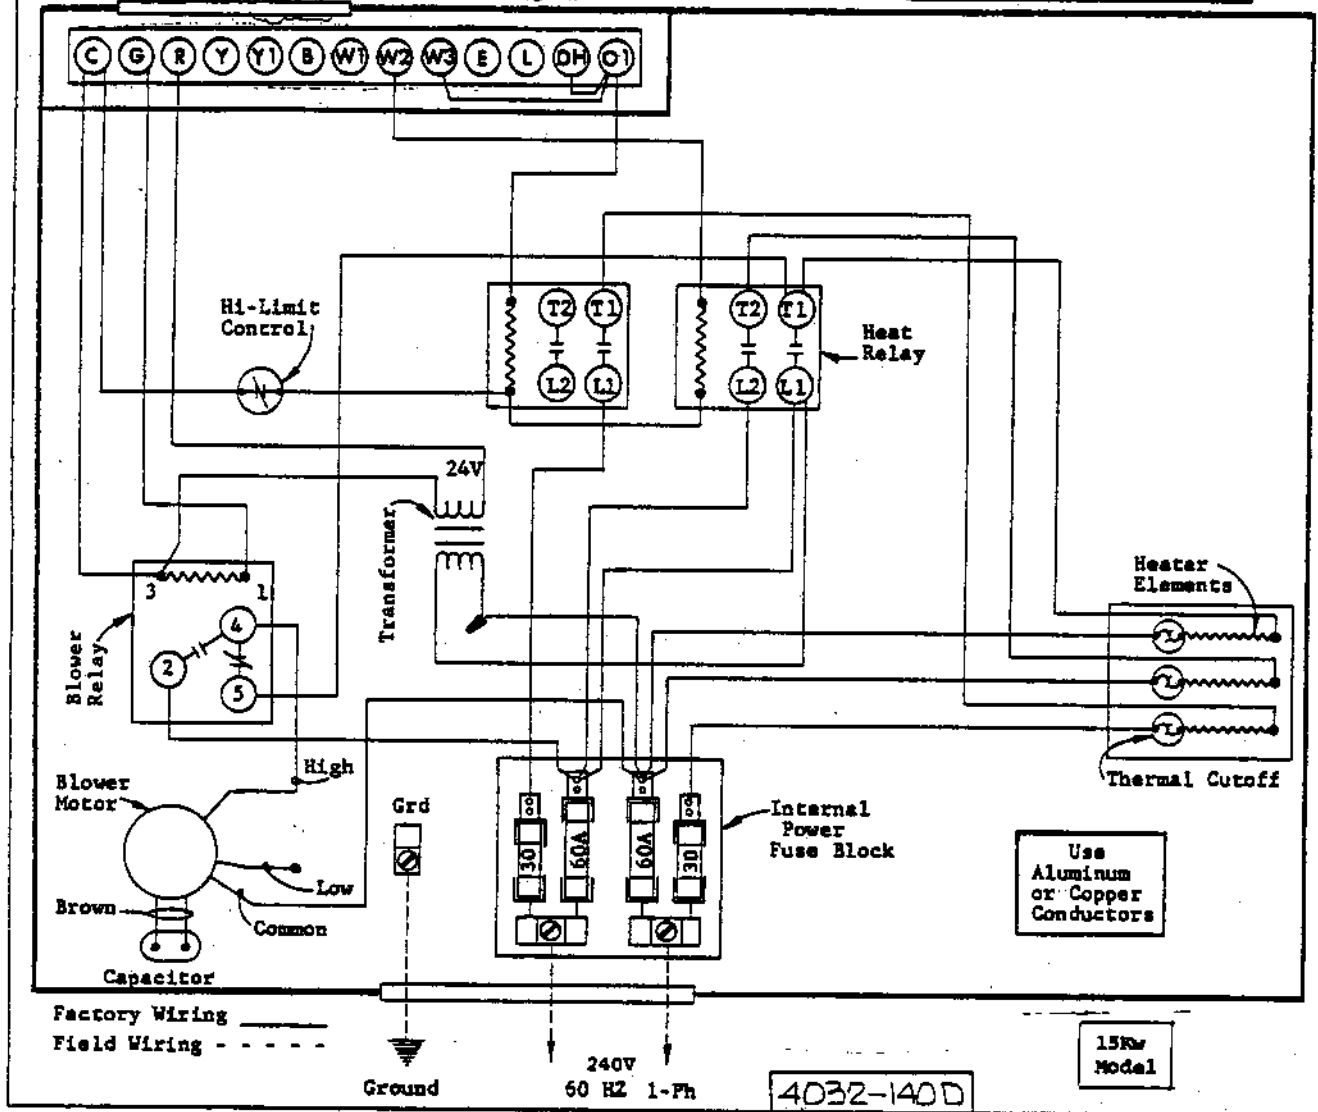 C G R Y Y1 B W1 W2 W3 E L DH O1
Hi-Limit
Control
T2 T1
L2 L1
T2 T1
L2 L1
Heat
Relay
24V
Transformer
3 1
4
2
5
Blower
Relay
Heater
Elements
Thermal Cutoff
High
Blower
Motor
Low
Brown
Common
Capacitor
Grd
30 60A 60A 30
Internal
Power
Fuse Block
Use
Aluminum
or Copper
Conductors
Factory Wiring
Field Wiring - - - - -
Ground
240V
60 HZ 1-Ph
15Kw
Model
4032-140D